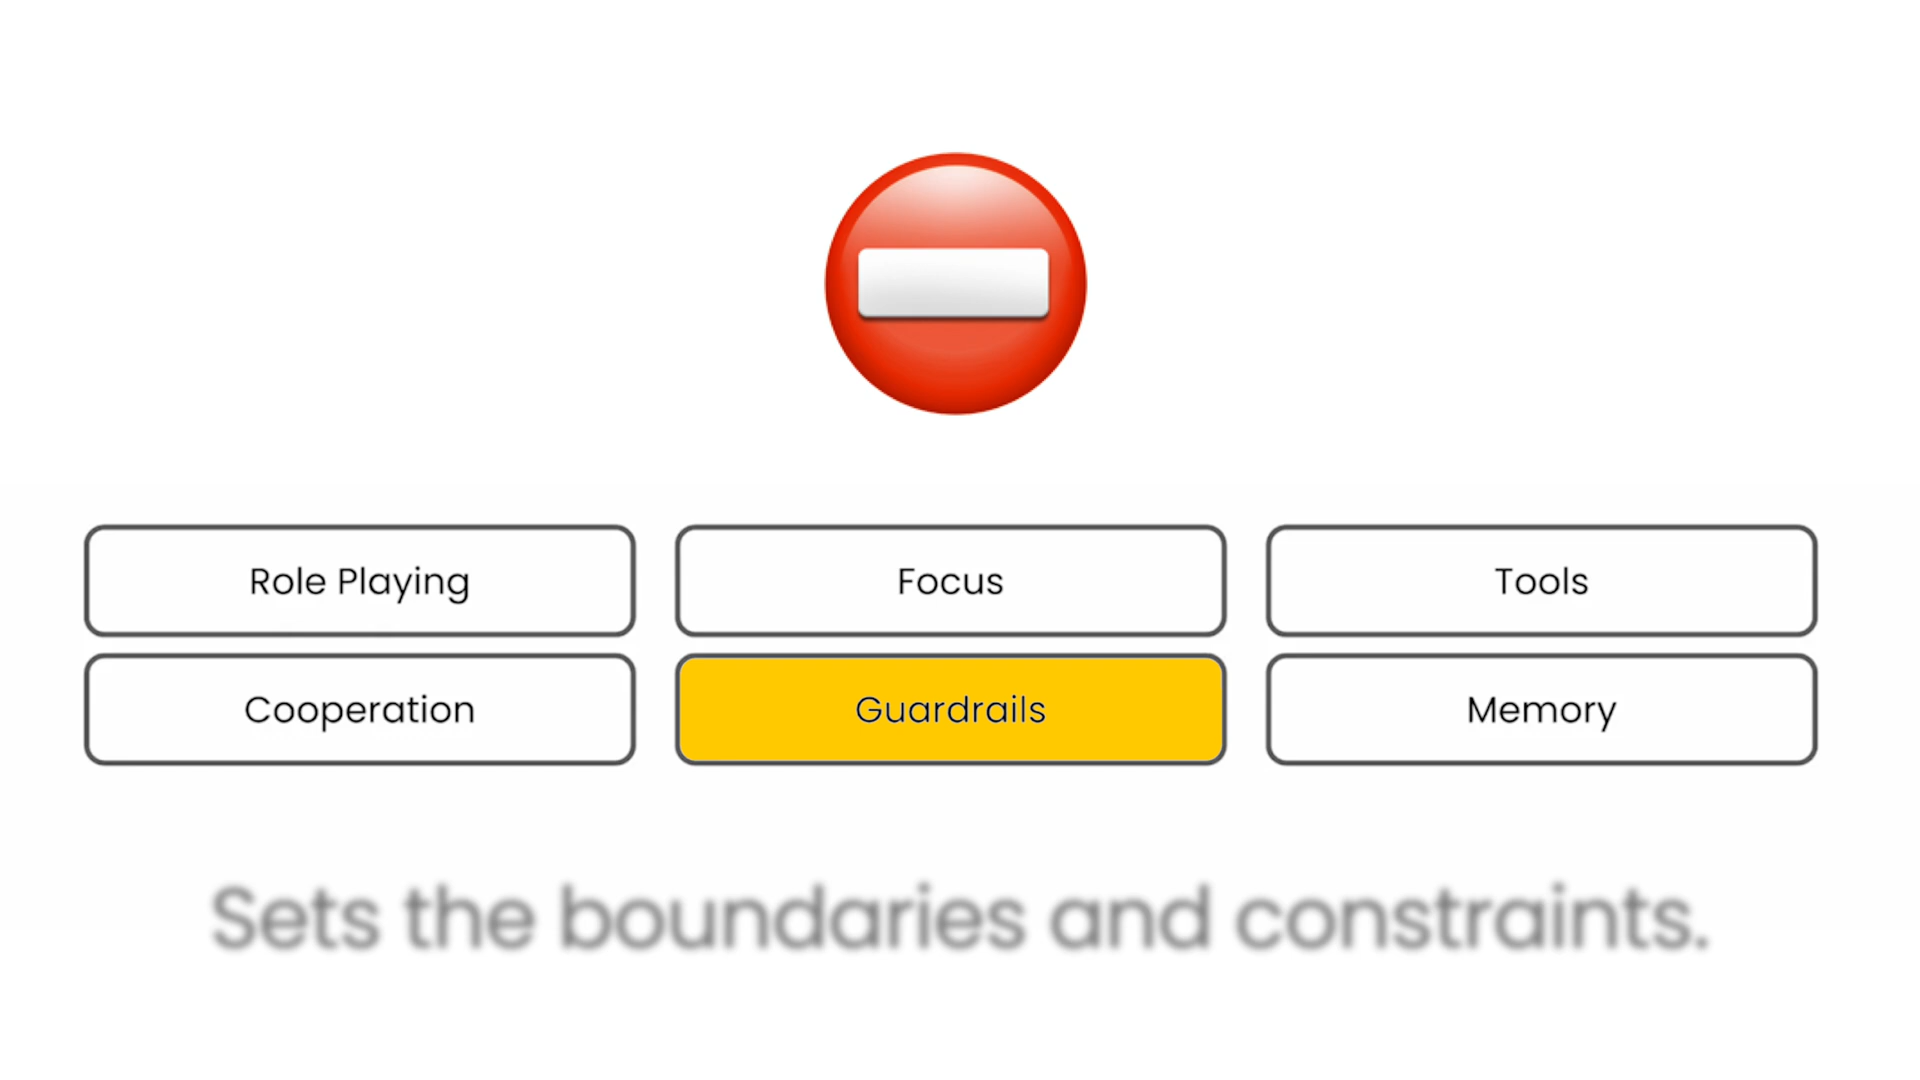 Role Playing
Focus
Tools
Cooperation
Guardrails
Memory
Sets the boundaries and constraints.